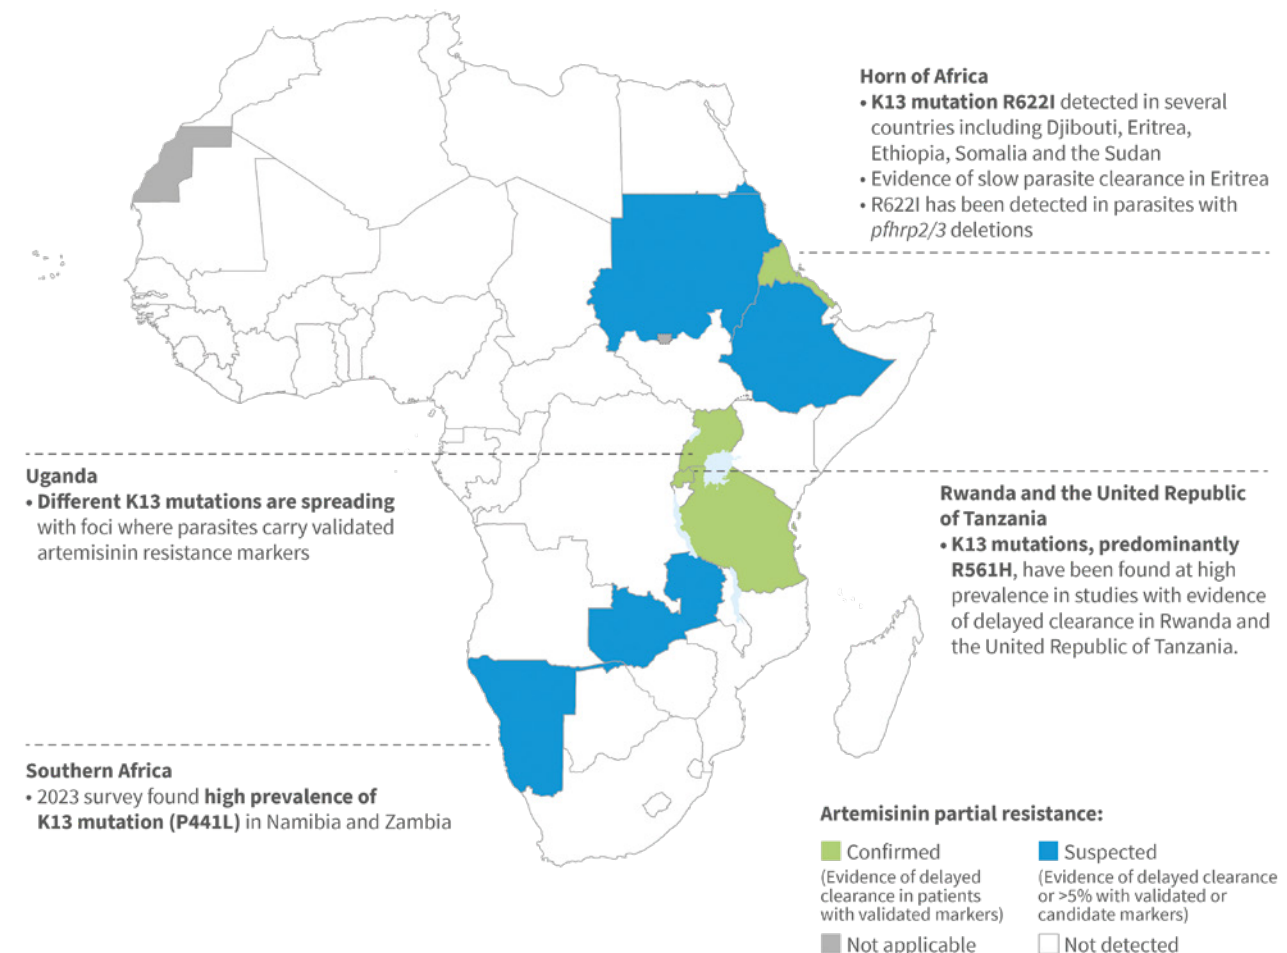 Horn of Africa
• K13 mutation R622I detected in several
countries including Djibouti, Eritrea,
Ethiopia, Somalia and the Sudan
• Evidence of slow parasite clearance in Eritrea
• R622I has been detected in parasites with
pfhrp2/3 deletions
Uganda
• Different K13 mutations are spreading
with foci where parasites carry validated
artemisinin resistance markers
Rwanda and the United Republic
of Tanzania
• K13 mutations, predominantly
R561H, have been found at high
prevalence in studies with evidence
of delayed clearance in Rwanda and
the United Republic of Tanzania.
Southern Africa
• 2023 survey found high prevalence of
K13 mutation (P441L) in Namibia and Zambia
Artemisinin partial resistance:
Confirmed
(Evidence of delayed
clearance in patients
with validated markers)
Suspected
(Evidence of delayed clearance
or >5% with validated or
candidate markers)
Not applicable
Not detected